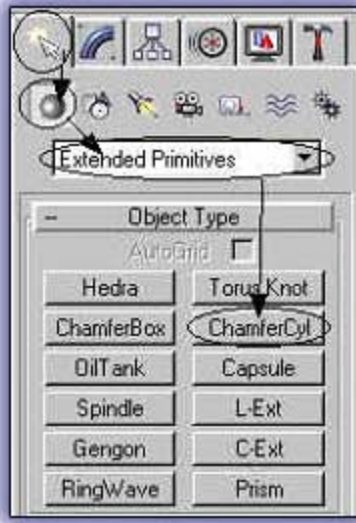 Extended Primitives
Object Type
AutoGrid
Hedra Torus Knot
ChamferBox ChamferCyl
OilTank Capsule
Spindle L-Ext
Gengon C-Ext
RingWave Prism